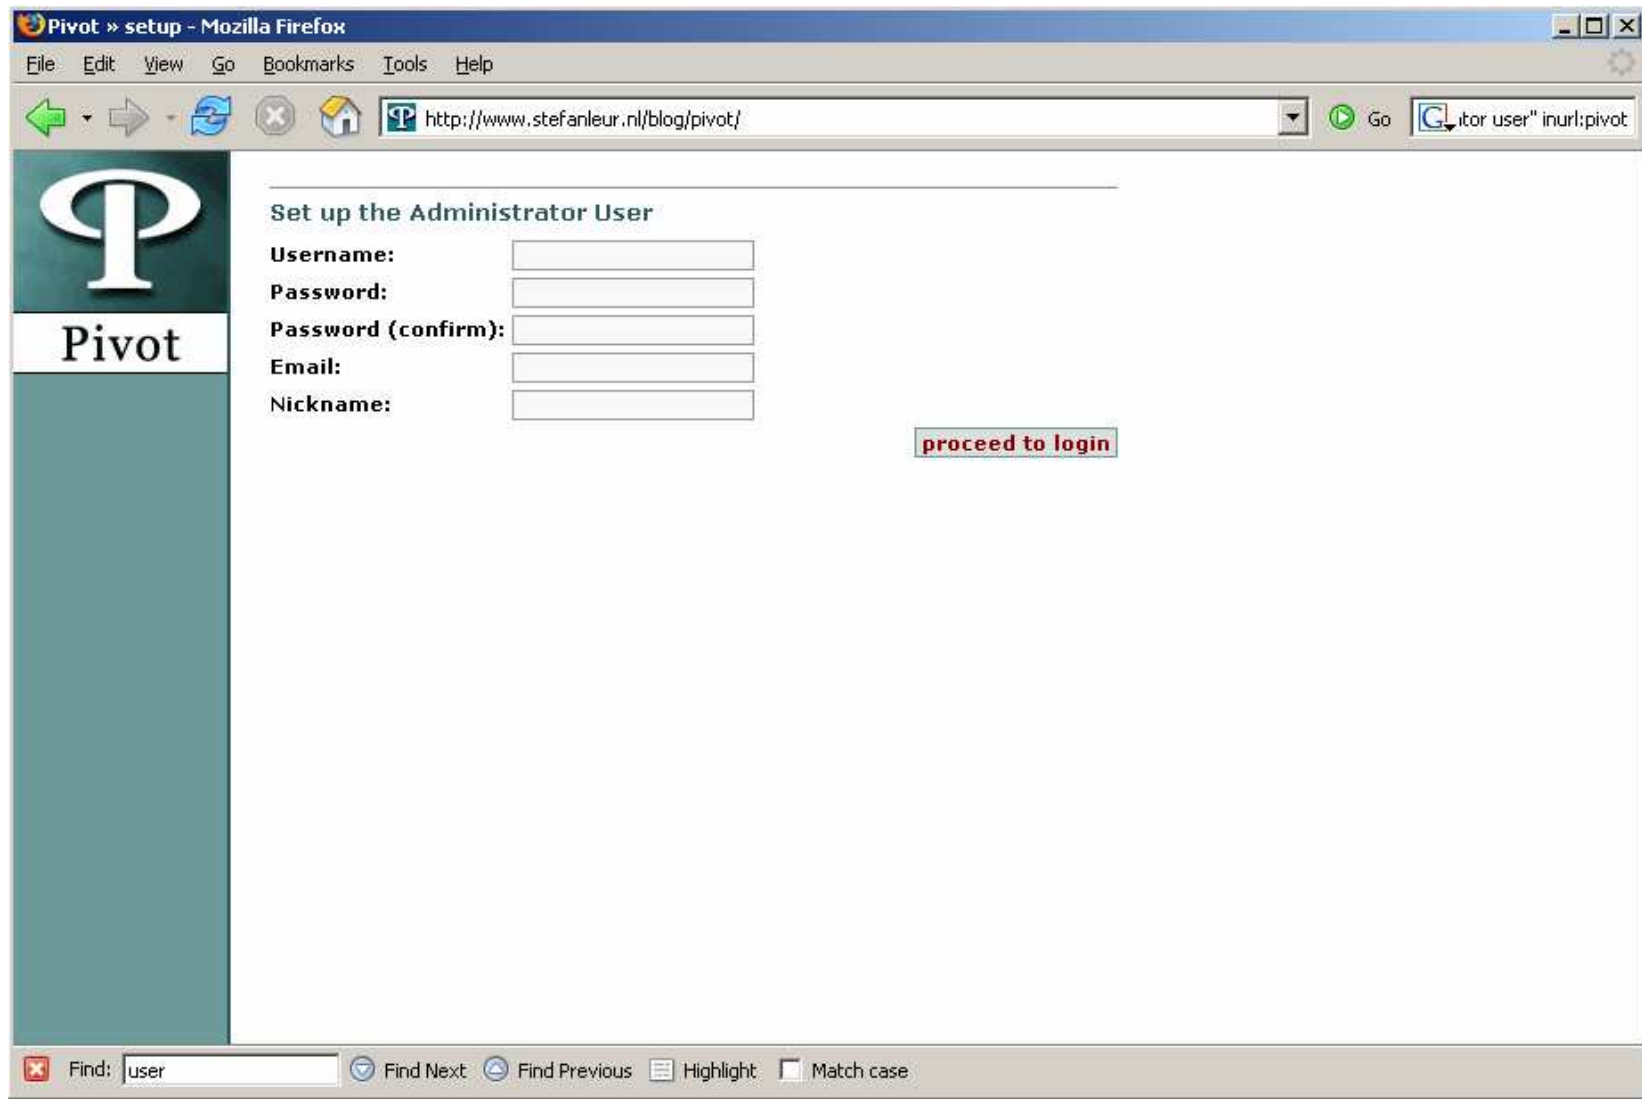 Pivot » setup - Mozilla Firefox
File Edit View Go Bookmarks Tools Help
http://www.stefanleur.nl/blog/pivot/ Go itor user" inurl:pivot
Pivot
Set up the Administrator User
Username:
Password:
Password (confirm):
Email:
Nickname:
proceed to login
Find: user Find Next Find Previous Highlight Match case